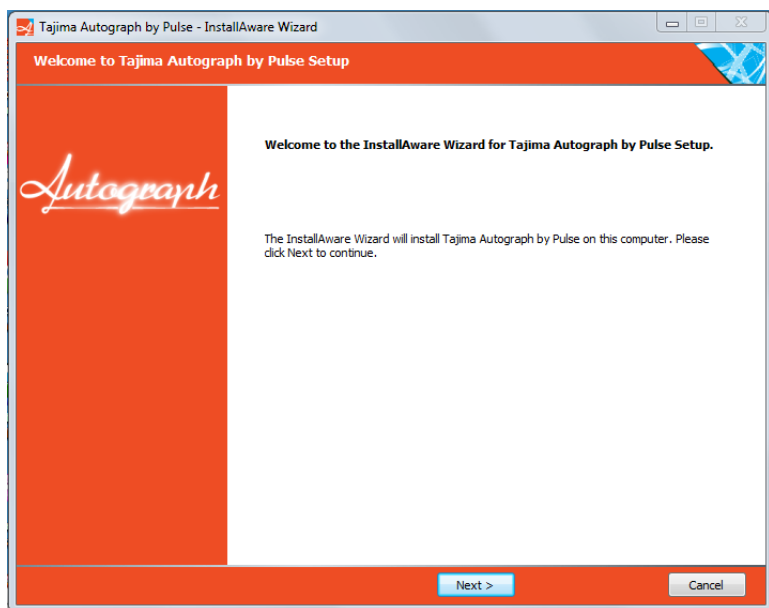 Tajima Autograph by Pulse - InstallAware Wizard
Welcome to Tajima Autograph by Pulse Setup
Autograph
Welcome to the InstallAware Wizard for Tajima Autograph by Pulse Setup.
The InstallAware Wizard will install Tajima Autograph by Pulse on this computer. Please
click Next to continue.
Next >
Cancel